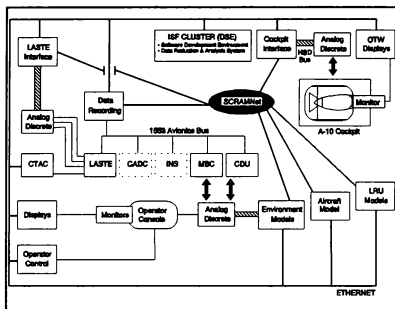 ISF CLUSTER (DSE)
• Software Development Environment
• Data Reduction & Analysis System
LASTE
Interface
Cockpit
Interface
HBD
Bus
Analog
Discrete
OTW
Displays
Data
Recording
SCRAMNet
Monitor
A-10 Cockpit
Analog
Discrete
1553 Avionics Bus
CTAC
LASTE
CADC
INS
MBC
CDU
Displays
Monitors
Operator
Console
Analog
Discrete
Environment
Models
Aircraft
Model
LRU
Models
Operator
Control
ETHERNET